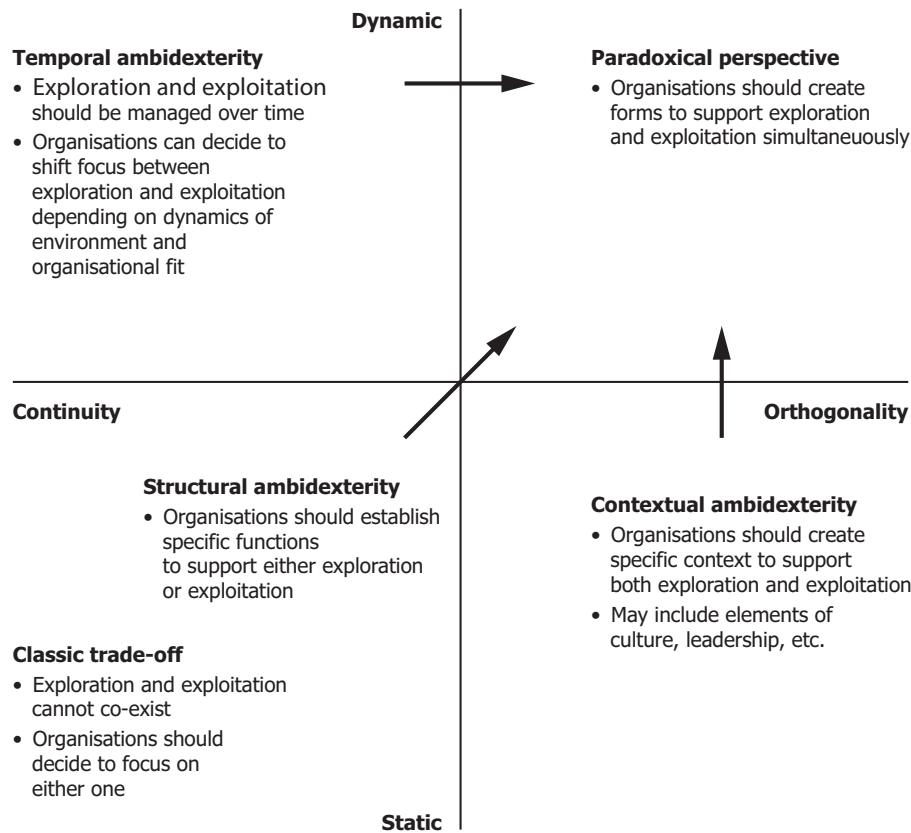 Dynamic
Temporal ambidexterity
• Exploration and exploitation
should be managed over time
• Organisations can decide to
shift focus between
exploration and exploitation
depending on dynamics of
environment and
organisational fit
Paradoxical perspective
• Organisations should create
forms to support exploration
and exploitation simultaneuously
Continuity
Orthogonality
Structural ambidexterity
• Organisations should establish
specific functions
to support either exploration
or exploitation
Contextual ambidexterity
• Organisations should create
specific context to support
both exploration and exploitation
• May include elements of
culture, leadership, etc.
Classic trade-off
• Exploration and exploitation
cannot co-exist
• Organisations should
decide to focus on
either one
Static